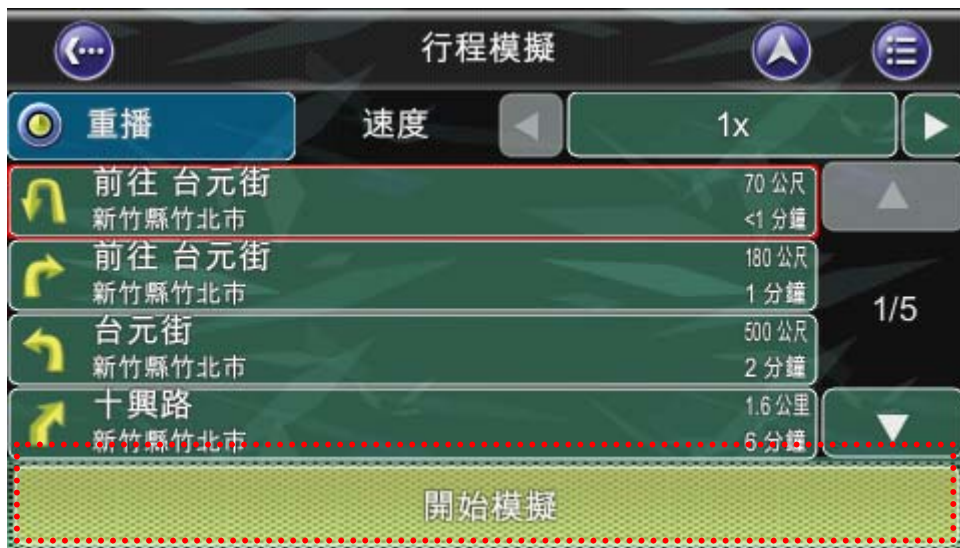 行程模擬
重播 速度 1x
前往 台元街 70 公尺
新竹縣竹北市 <1 分鐘
前往 台元街 180 公尺
新竹縣竹北市 1 分鐘
1/5
台元街 500 公尺
新竹縣竹北市 2 分鐘
十興路 1.6 公里
新竹縣竹北市 6 分鐘
開始模擬